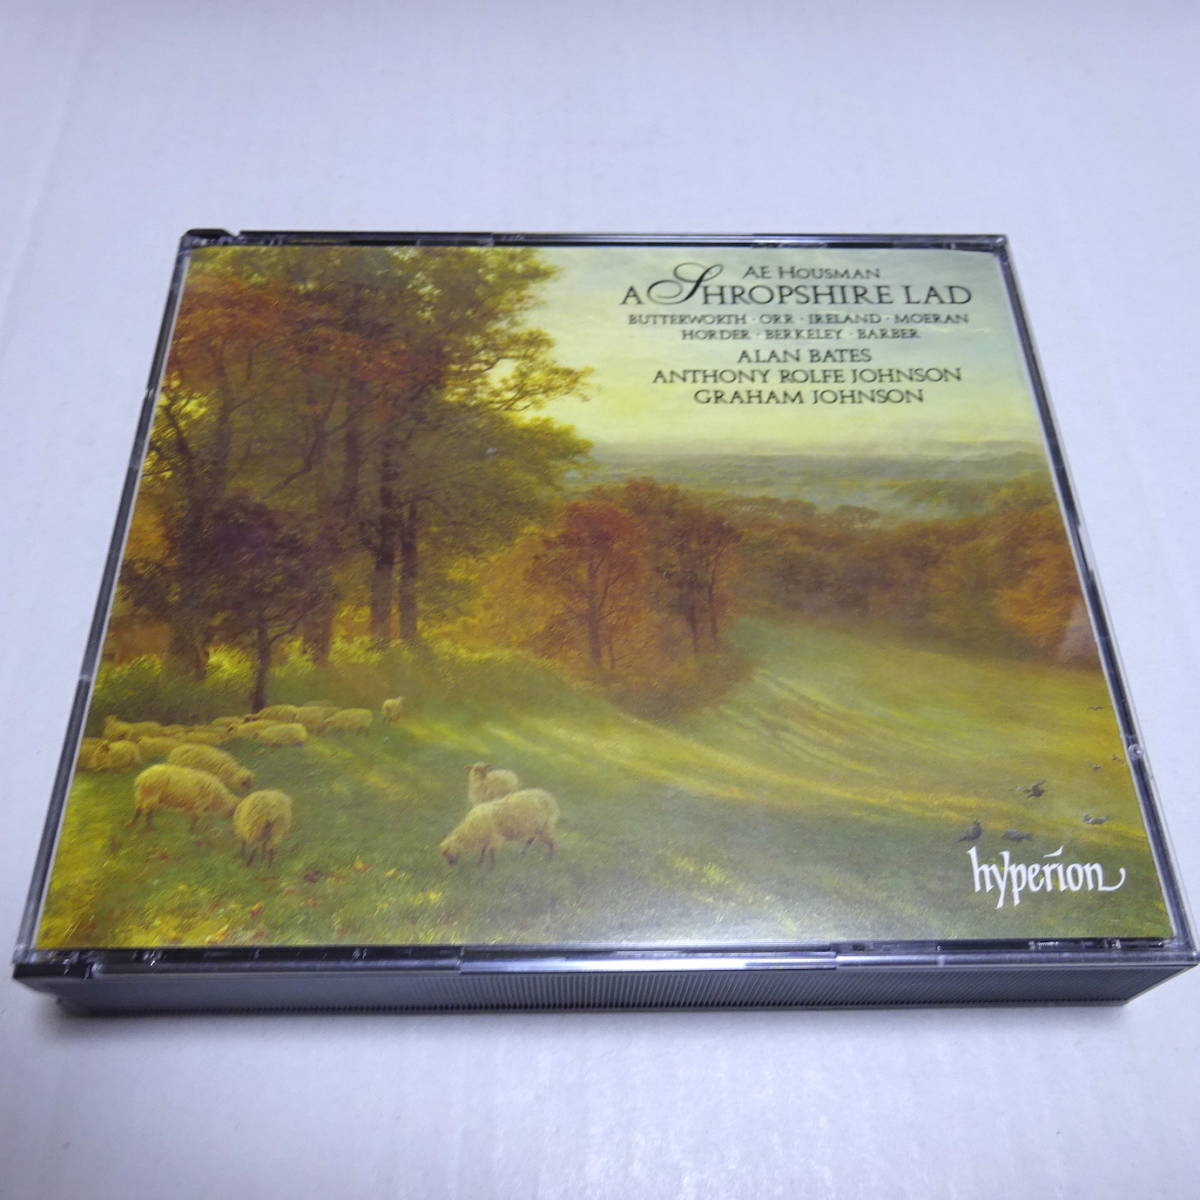 AE HOUSMAN
A SHROPSHIRE LAD
BUTTERWORTH · ORR · IRELAND · MOERAN
HORDER · BERKELEY · BARBER
ALAN BATES
ANTHONY ROLFE JOHNSON
GRAHAM JOHNSON
hyperion